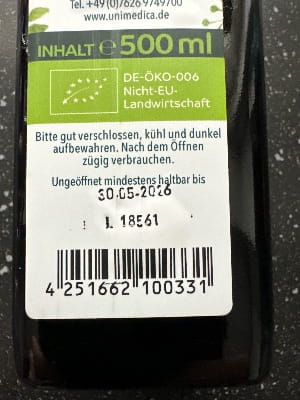 Tel. +49(0)7626 9749700
www.unimedica.de
INHALT ℮ 500 ml
DE-ÖKO-006
Nicht-EU-
Landwirtschaft
Bitte gut verschlossen, kühl und dunkel
aufbewahren. Nach dem Öffnen
zügig verbrauchen.
Ungeöffnet mindestens haltbar bis
30-05-2026
L 18561
4 251662 100331